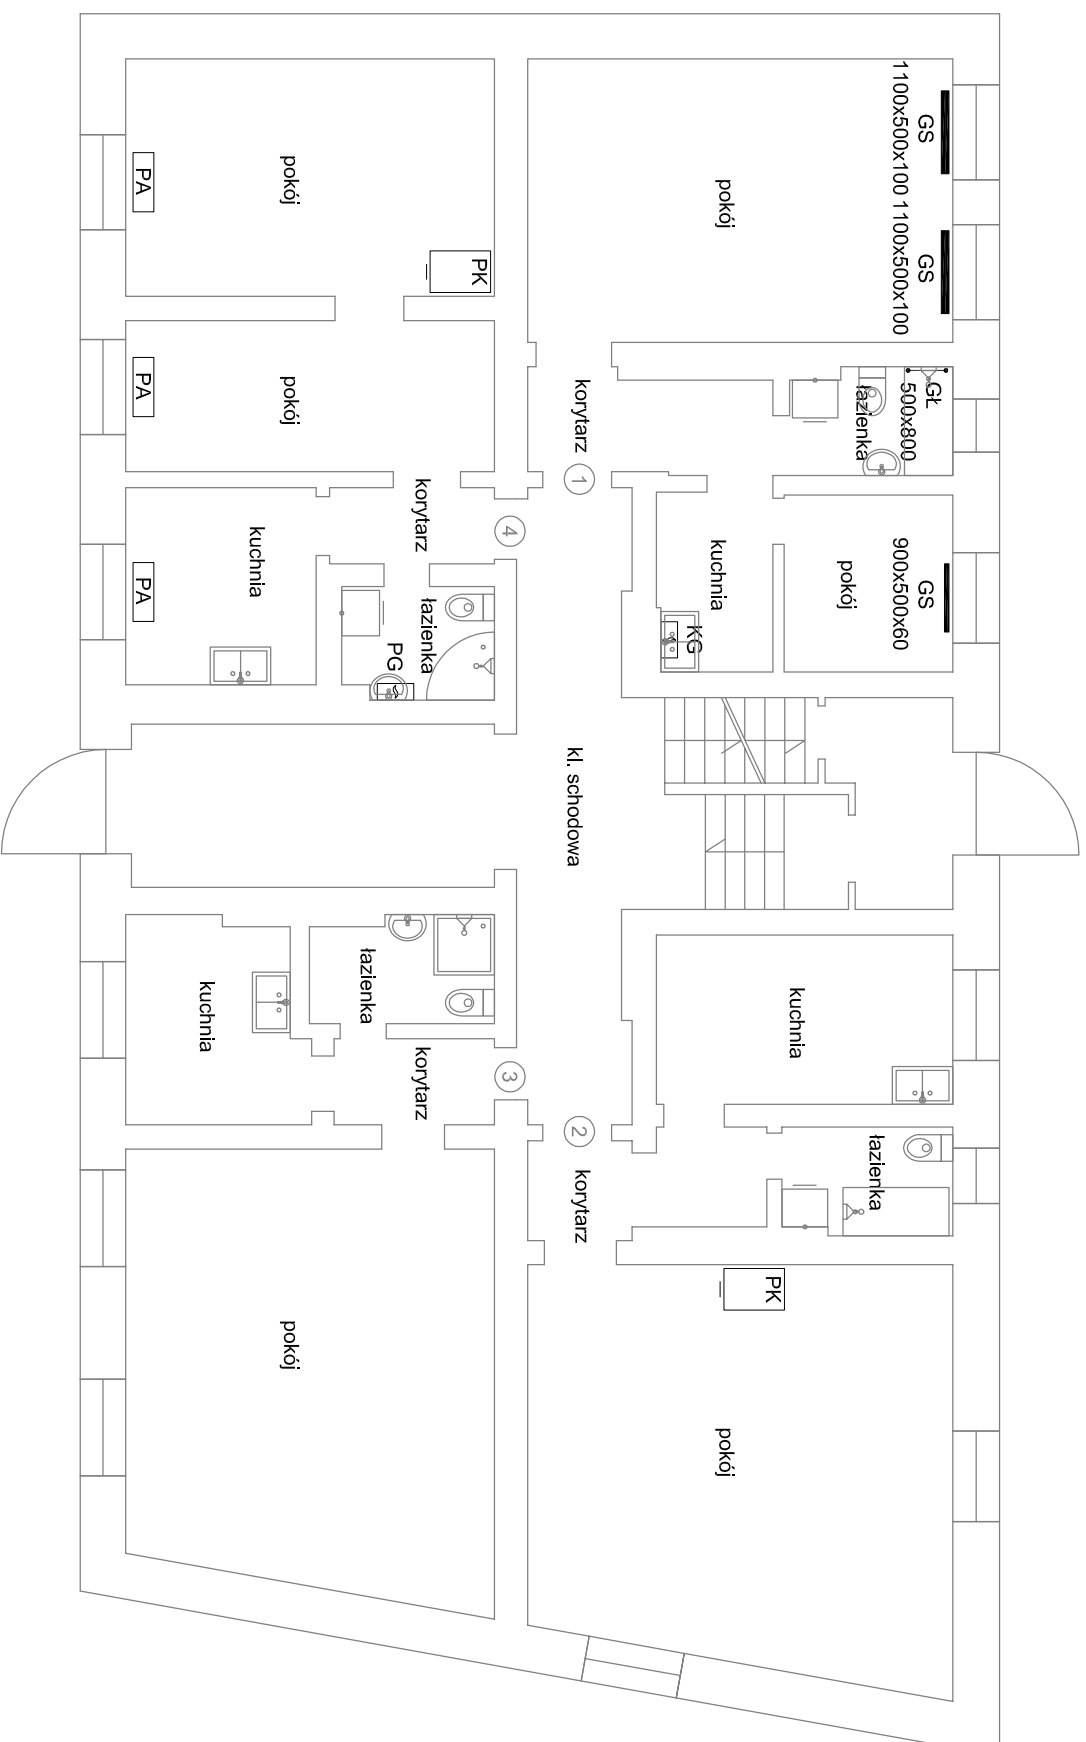 GS
1100x500x100
GS
1100x500x100
pokój
PA
pokój
PK
PA
pokój
korytarz
GŁ
500x800
łazienka
1
korytarz
4
kuchnia
PA
kuchnia
pokój
GS
900x500x60
KG
łazienka
PG
kl. schodowa
kuchnia
łazienka
korytarz
3
kuchnia
2
korytarz
łazienka
PK
pokój
pokój